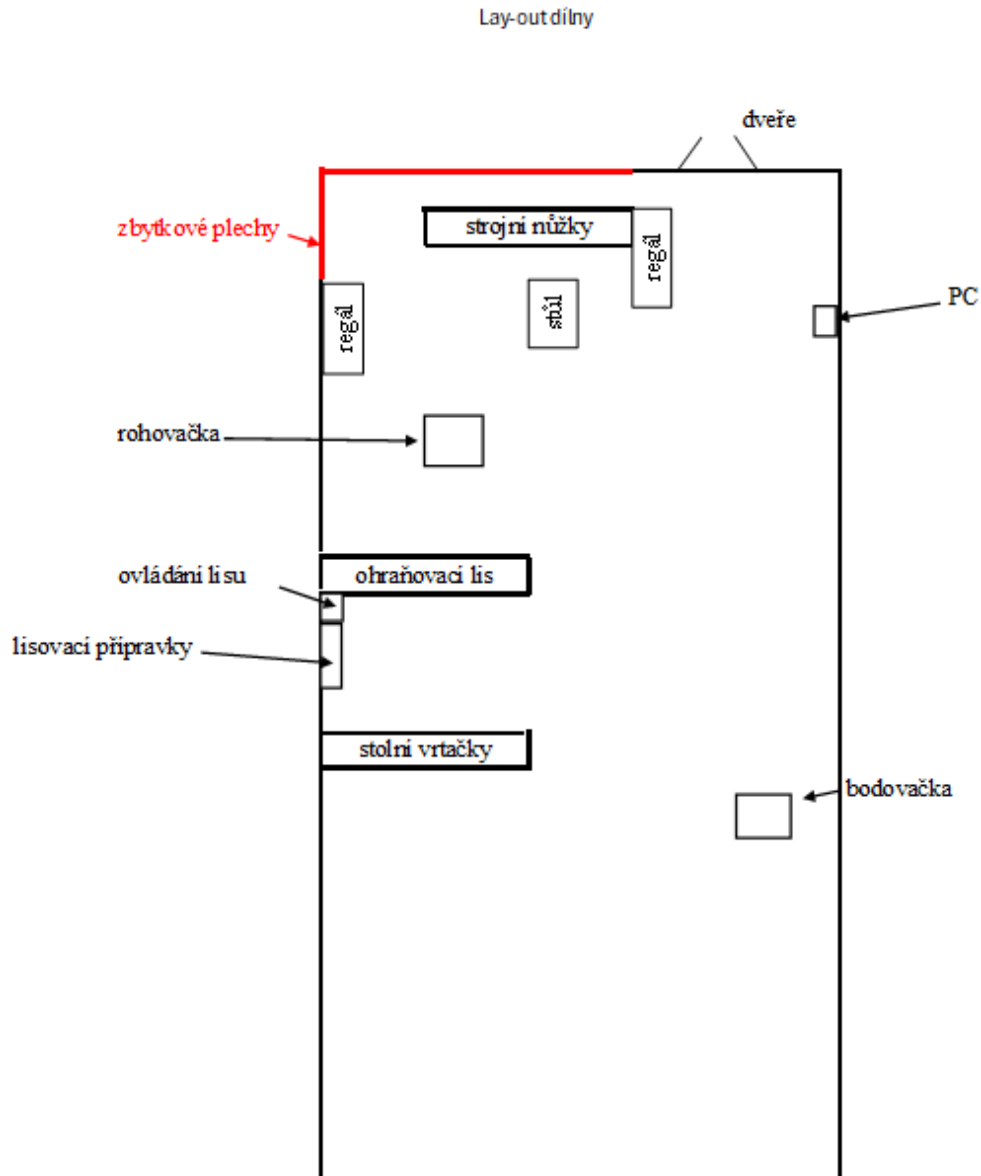 Lay-out dílny
dveře
zbytkové plechy
strojní nůžky
regál
PC
stůl
regál
rohovačka
ovládání lisu
ohraňovací lis
lisovací přípravky
stolní vrtačky
bodovačka